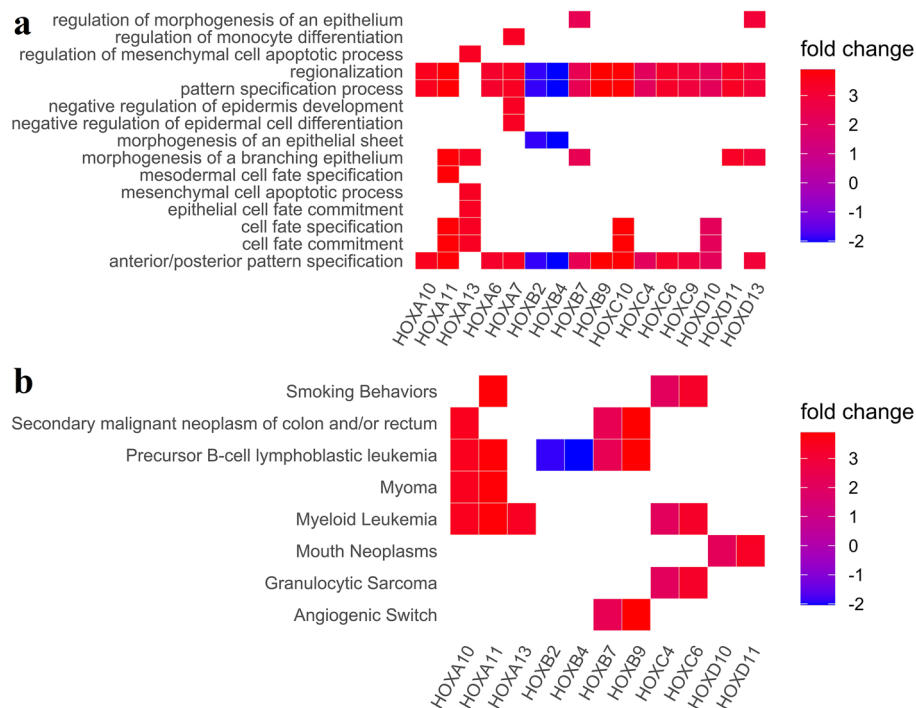 a
regulation of morphogenesis of an epithelium
regulation of monocyte differentiation
regulation of mesenchymal cell apoptotic process
regionalization
pattern specification process
negative regulation of epidermis development
negative regulation of epidermal cell differentiation
morphogenesis of an epithelial sheet
morphogenesis of a branching epithelium
mesodermal cell fate specification
mesenchymal cell apoptotic process
epithelial cell fate commitment
cell fate specification
cell fate commitment
anterior/posterior pattern specification
HOXA10 HOXA11 HOXA13 HOXA6 HOXA7 HOXB2 HOXB4 HOXB7 HOXB9 HOXC10 HOXC4 HOXC6 HOXC9 HOXD10 HOXD11 HOXD13
fold change
3
2
1
0
-1
-2
b
Smoking Behaviors
Secondary malignant neoplasm of colon and/or rectum
Precursor B-cell lymphoblastic leukemia
Myoma
Myeloid Leukemia
Mouth Neoplasms
Granulocytic Sarcoma
Angiogenic Switch
HOXA10 HOXA11 HOXA13 HOXB2 HOXB4 HOXB7 HOXB9 HOXC4 HOXC6 HOXD10 HOXD11
fold change
3
2
1
0
-1
-2